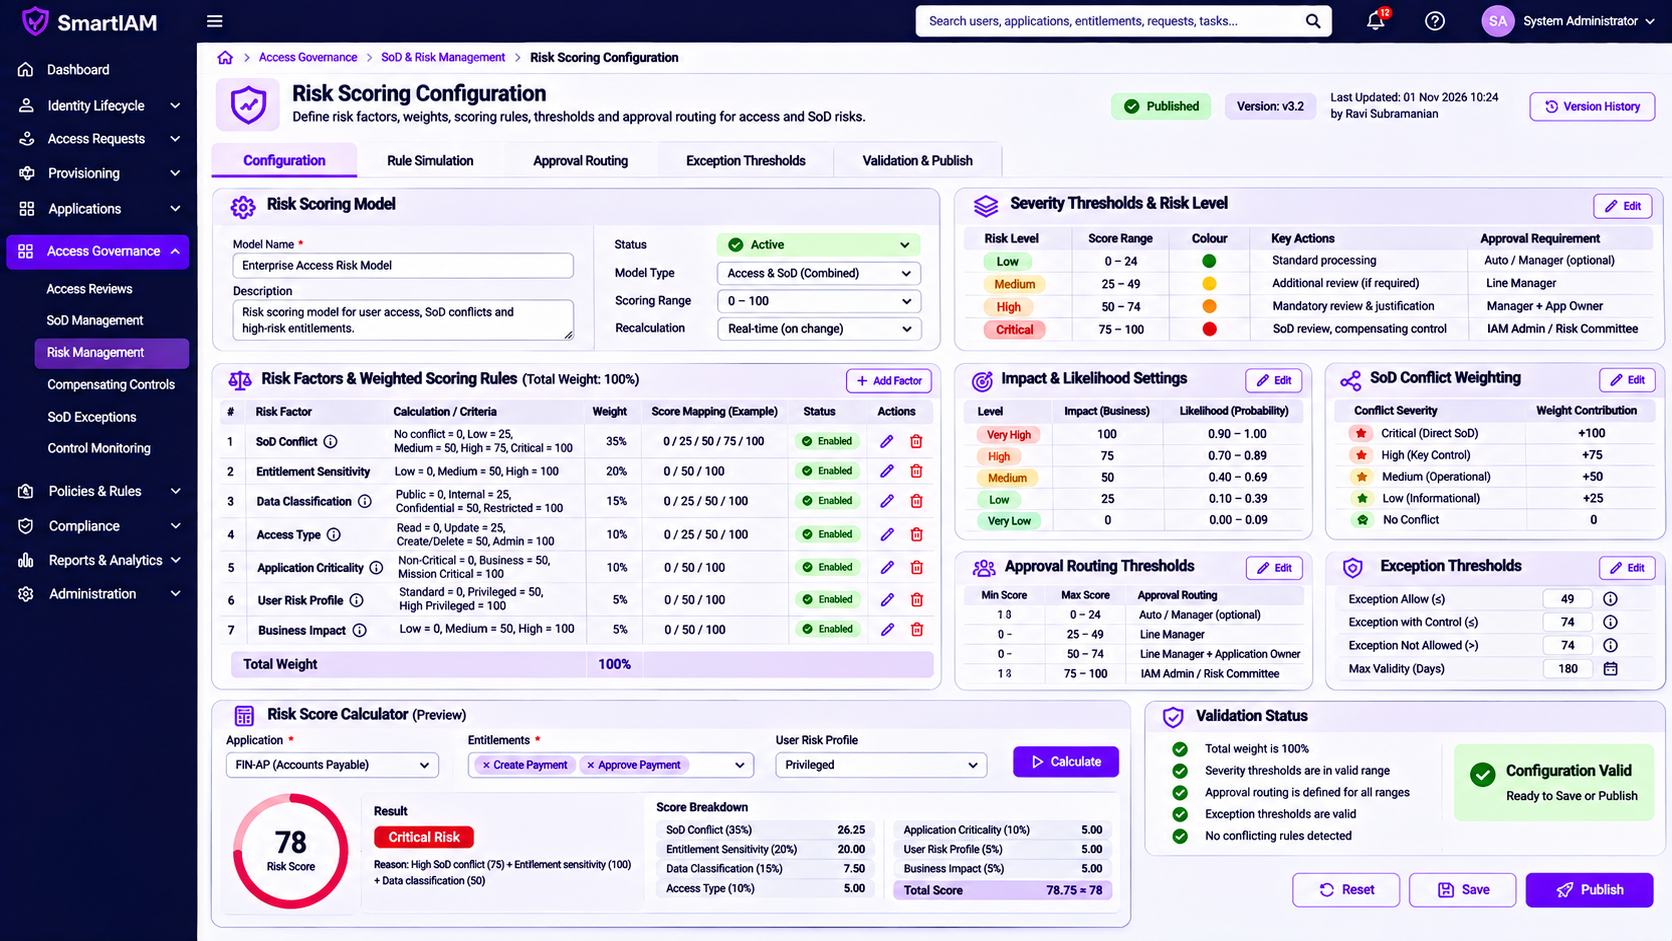 SmartIAM
Search users, applications, entitlements, requests, tasks...
12
SA
System Administrator
Dashboard
Identity Lifecycle
Access Requests
Provisioning
Applications
Access Governance
Access Reviews
SoD Management
Risk Management
Compensating Controls
SoD Exceptions
Control Monitoring
Policies & Rules
Compliance
Reports & Analytics
Administration
> Access Governance > SoD & Risk Management > Risk Scoring Configuration
Risk Scoring Configuration
Define risk factors, weights, scoring rules, thresholds and approval routing for access and SoD risks.
Published
Version: v3.2
Last Updated: 01 Nov 2026 10:24
by Ravi Subramanian
Version History
Configuration
Rule Simulation
Approval Routing
Exception Thresholds
Validation & Publish
Risk Scoring Model
Model Name *
Enterprise Access Risk Model
Description
Risk scoring model for user access, SoD conflicts and
high-risk entitlements.
Status
Active
Model Type
Access & SoD (Combined)
Scoring Range
0 – 100
Recalculation
Real-time (on change)
Severity Thresholds & Risk Level
Edit
Risk Level Score Range Colour Key Actions Approval Requirement
Low 0 – 24 Standard processing Auto / Manager (optional)
Medium 25 – 49 Additional review (if required) Line Manager
High 50 – 74 Mandatory review & justification Manager + App Owner
Critical 75 – 100 SoD review, compensating control IAM Admin / Risk Committee
Risk Factors & Weighted Scoring Rules (Total Weight: 100%)
+ Add Factor
# Risk Factor Calculation / Criteria Weight Score Mapping (Example) Status Actions
1 SoD Conflict No conflict = 0, Low = 25,
Medium = 50, High = 75, Critical = 100 35% 0 / 25 / 50 / 75 / 100 Enabled
2 Entitlement Sensitivity Low = 0, Medium = 50, High = 100 20% 0 / 50 / 100 Enabled
3 Data Classification Public = 0, Internal = 25,
Confidential = 50, Restricted = 100 15% 0 / 25 / 50 / 100 Enabled
4 Access Type Read = 0, Update = 25,
Create/Delete = 50, Admin = 100 10% 0 / 25 / 50 / 100 Enabled
5 Application Criticality Non-Critical = 0, Business = 50,
Mission Critical = 100 10% 0 / 50 / 100 Enabled
6 User Risk Profile Standard = 0, Privileged = 50,
High Privileged = 100 5% 0 / 50 / 100 Enabled
7 Business Impact Low = 0, Medium = 50, High = 100 5% 0 / 50 / 100 Enabled
Total Weight 100%
Impact & Likelihood Settings
Edit
Level Impact (Business) Likelihood (Probability)
Very High 100 0.90 – 1.00
High 75 0.70 – 0.89
Medium 50 0.40 – 0.69
Low 25 0.10 – 0.39
Very Low 0 0.00 – 0.09
SoD Conflict Weighting
Edit
Conflict Severity Weight Contribution
Critical (Direct SoD) +100
High (Key Control) +75
Medium (Operational) +50
Low (Informational) +25
No Conflict 0
Approval Routing Thresholds
Edit
Min Score Max Score Approval Routing
0 – 24 Auto / Manager (optional)
0 – 25 – 49 Line Manager
0 – 50 – 74 Line Manager + Application Owner
75 – 100 IAM Admin / Risk Committee
Exception Thresholds
Edit
Exception Allow (≤) 49
Exception with Control (≤) 74
Exception Not Allowed (>) 74
Max Validity (Days) 180
Risk Score Calculator (Preview)
Application *
FIN-AP (Accounts Payable)
Entitlements *
× Create Payment × Approve Payment
User Risk Profile
Privileged
Calculate
78
Risk Score
Result
Critical Risk
Reason: High SoD conflict (75) + Entitlement sensitivity (100)
+ Data classification (50)
Score Breakdown
SoD Conflict (35%) 26.25
Entitlement Sensitivity (20%) 20.00
Data Classification (15%) 7.50
Access Type (10%) 5.00
Application Criticality (10%) 5.00
User Risk Profile (5%) 5.00
Business Impact (5%) 5.00
Total Score 78.75 ≈ 78
Validation Status
Total weight is 100%
Severity thresholds are in valid range
Approval routing is defined for all ranges
Exception thresholds are valid
No conflicting rules detected
Configuration Valid
Ready to Save or Publish
Reset
Save
Publish